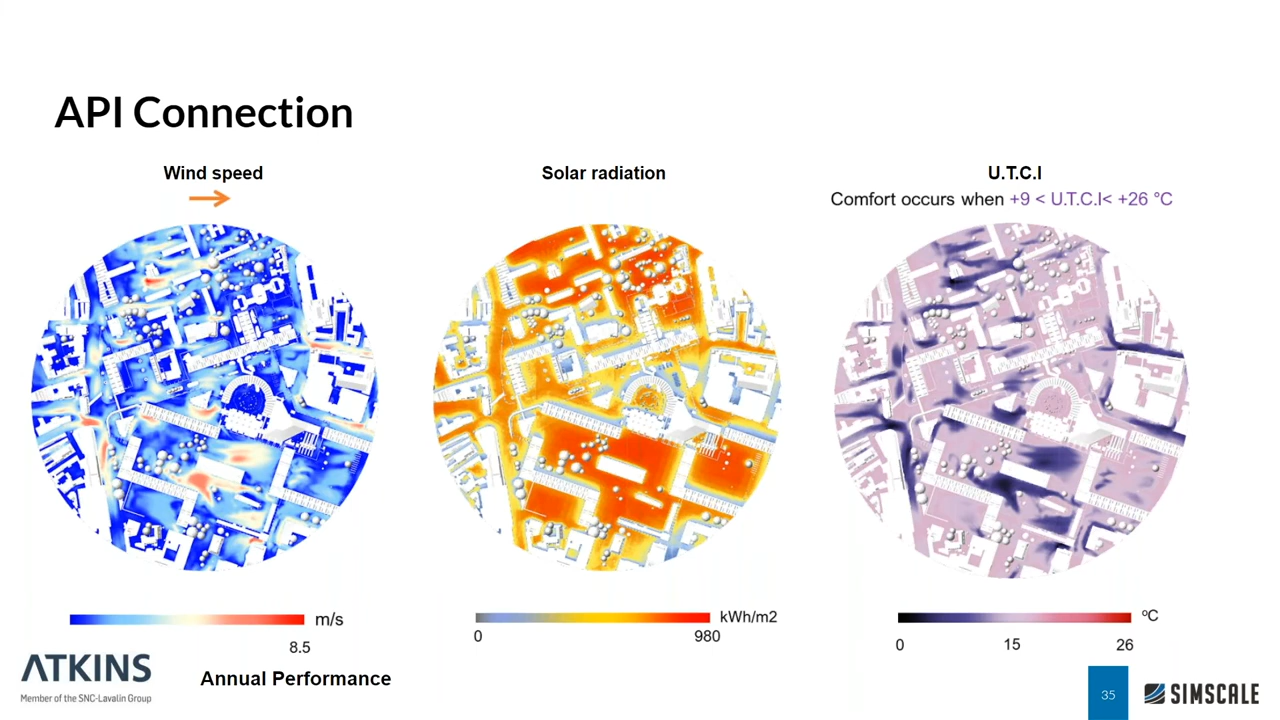 API Connection
Wind speed
Solar radiation
U.T.C.I
Comfort occurs when +9 < U.T.C.I< +26 °C
m/s
8.5
kWh/m2
0 980
ºC
0 15 26
ATKINS
Member of the SNC-Lavalin Group
Annual Performance
35
SIMSCALE